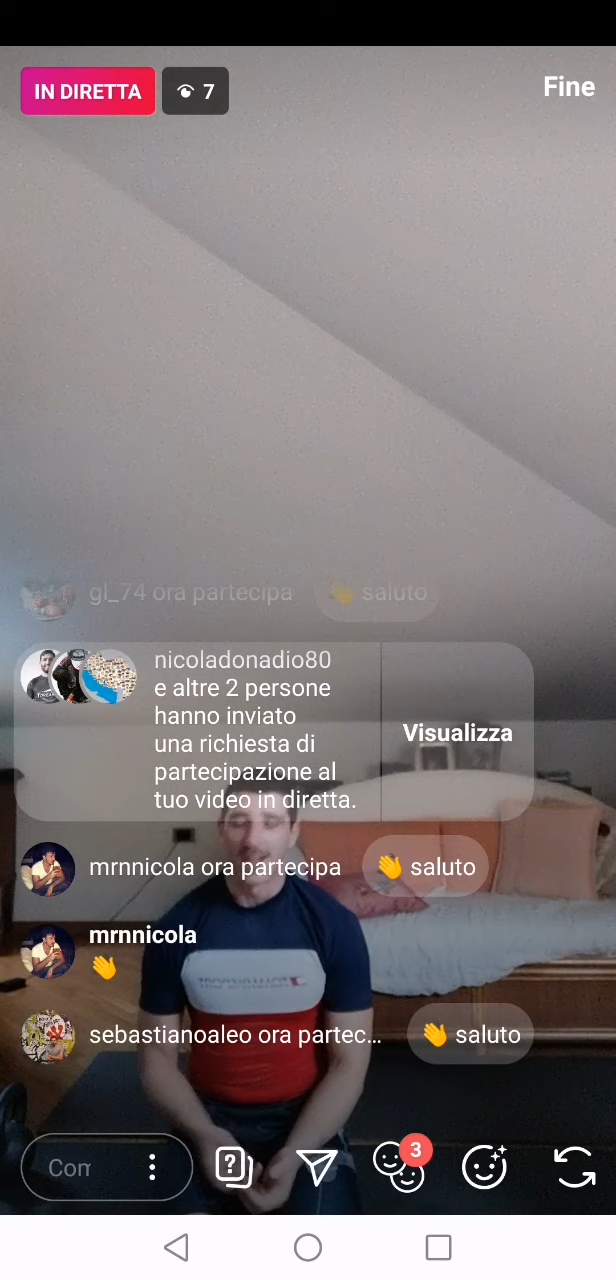 IN DIRETTA
7
Fine
gl_74 ora partecipa
👋 saluto
nicoladonadio80
e altre 2 persone
hanno inviato
una richiesta di
partecipazione al
tuo video in diretta.
Visualizza
mrnnicola ora partecipa
👋 saluto
mrnnicola
👋
sebastianoaleo ora partec...
👋 saluto
Com
?
3